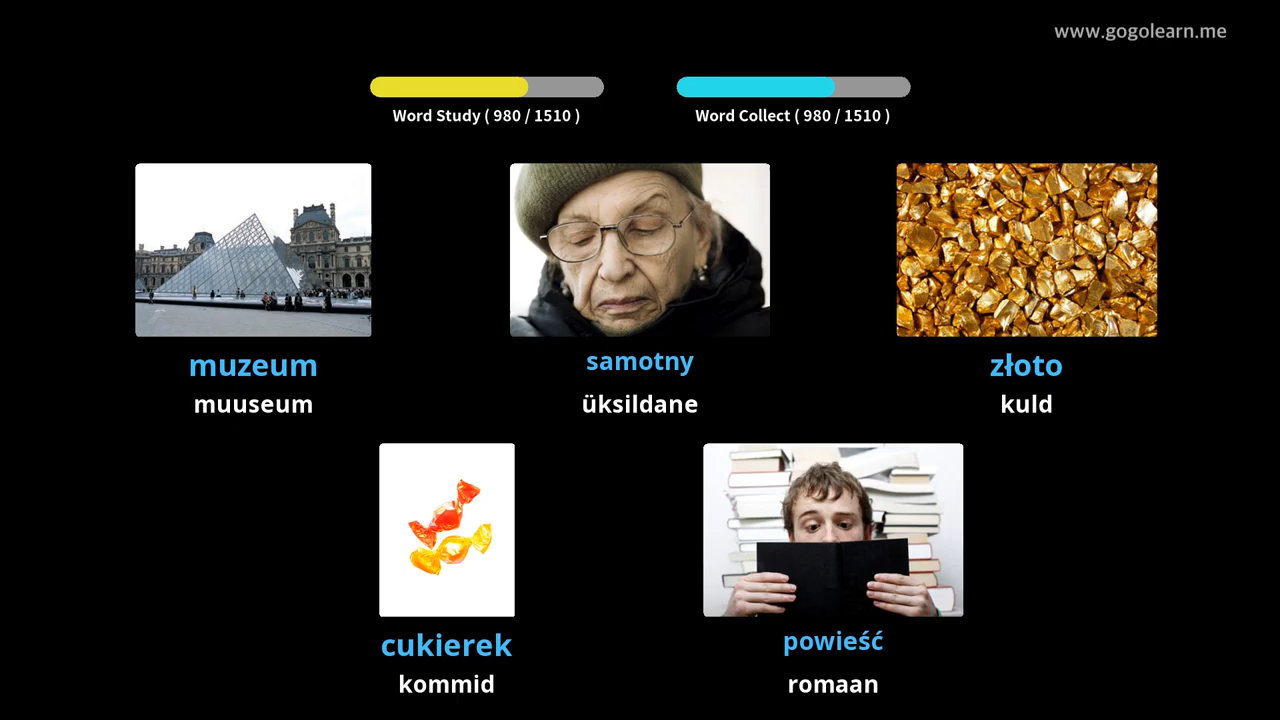 www.gogolearn.me
Word Study ( 980 / 1510 )
Word Collect ( 980 / 1510 )
muzeum
muuseum
samotny
üksildane
złoto
kuld
cukierek
kommid
powieść
romaan